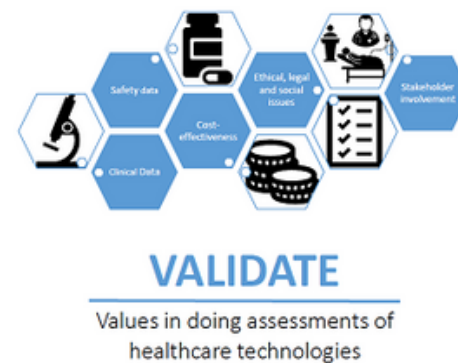 Safety data
Ethical, legal
and social
issues
Stakeholder
involvement
Cost-
effectiveness
Clinical Data
VALIDATE
Values in doing assessments of
healthcare technologies